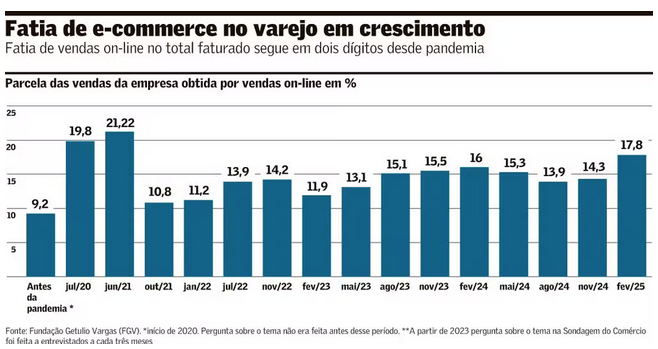 Fatia de e-commerce no varejo em crescimento
Fatia de vendas on-line no total faturado segue em dois dígitos desde pandemia
Parcela das vendas da empresa obtida por vendas on-line em %
25
20
15
10
5
9,2
19,8
21,22
10,8
11,2
13,9
14,2
11,9
13,1
15,1
15,5
16
15,3
13,9
14,3
17,8
Antes
da
pandemia *
jul/20
jun/21
out/21
jan/22
jul/22
nov/22
fev/23
mai/23
ago/23
nov/23
fev/24
mai/24
ago/24
nov/24
fev/25
Fonte: Fundação Getulio Vargas (FGV). *início de 2020. Pergunta sobre o tema não era feita antes desse período. **A partir de 2023 pergunta sobre o tema na Sondagem do Comércio
foi feita a entrevistados a cada três meses